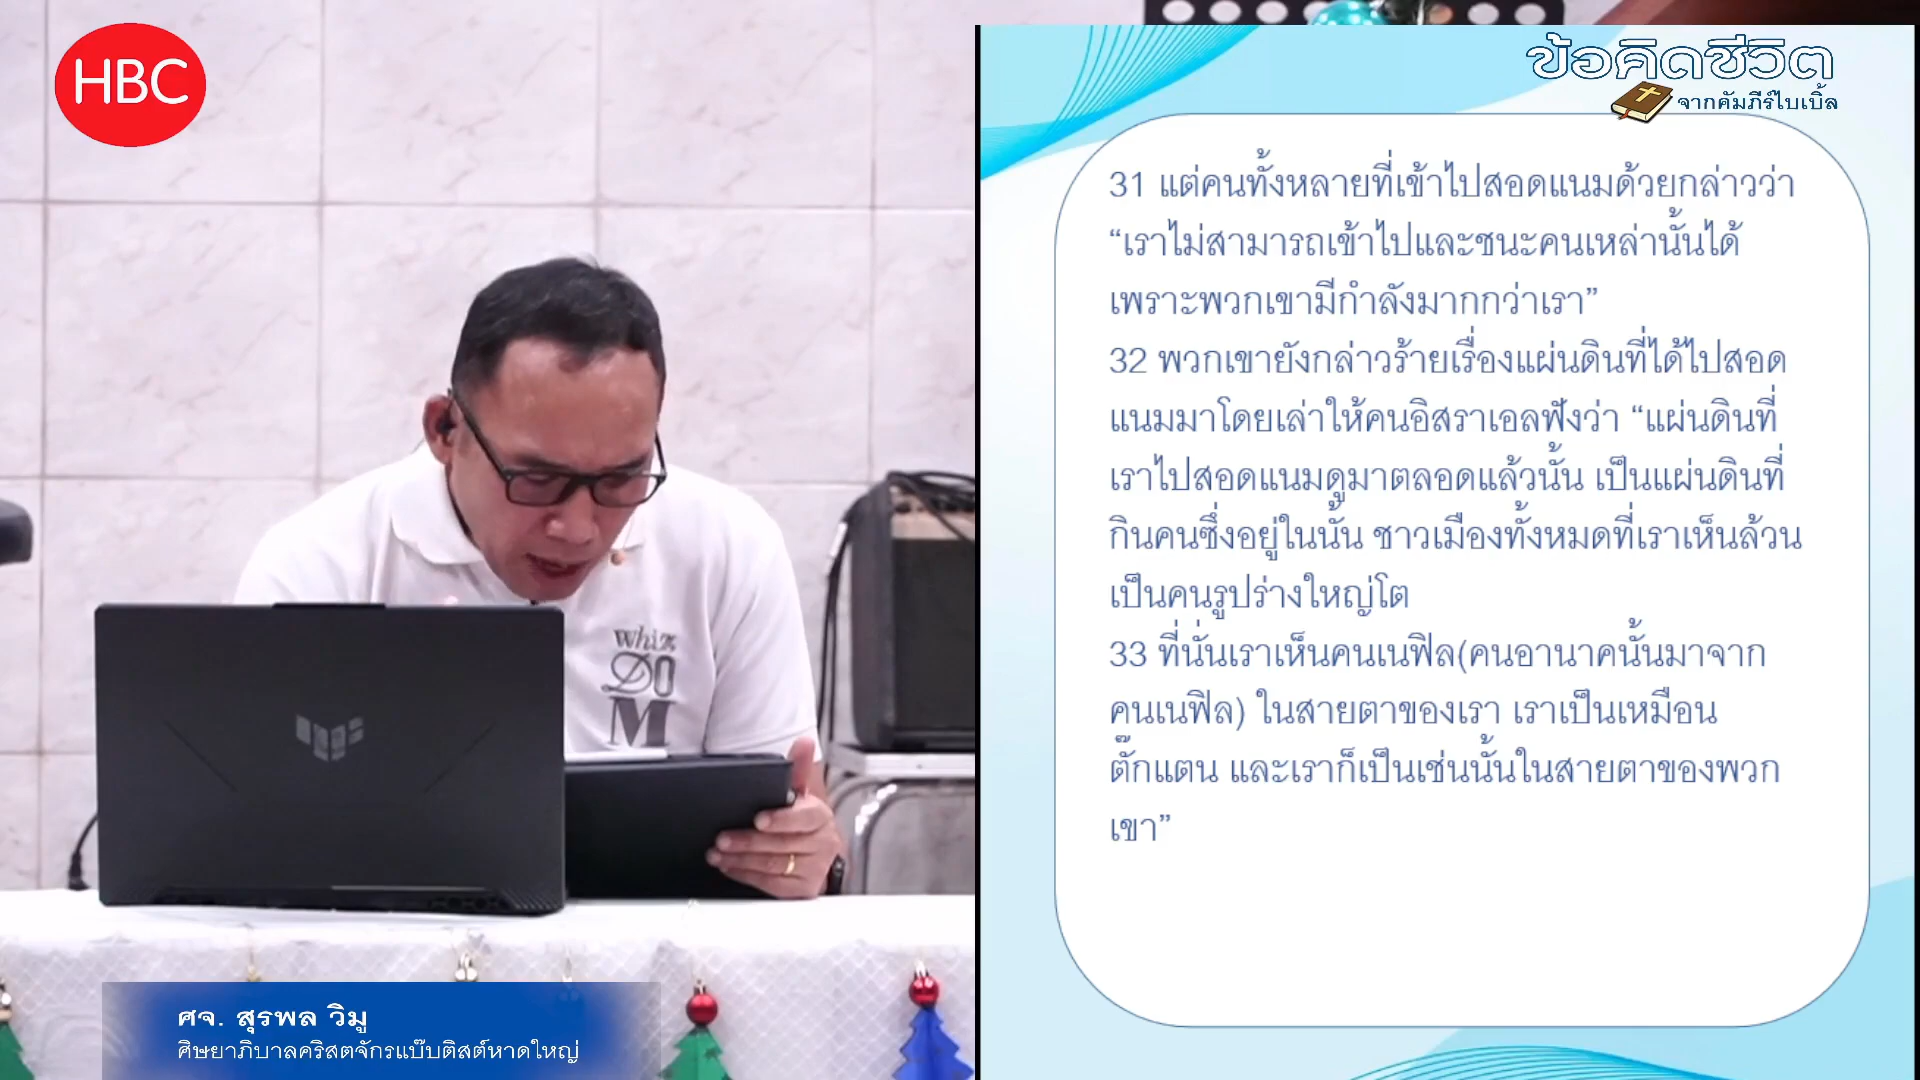 HBC
ข้อคิดชีวิต
จากคัมภีร์ไบเบิ้ล
31 แต่คนทั้งหลายที่เข้าไปสอดแนมด้วยกล่าวว่า
“เราไม่สามารถเข้าไปและชนะคนเหล่านั้นได้
เพราะพวกเขามีกำลังมากกว่าเรา”
32 พวกเขายังกล่าวร้ายเรื่องแผ่นดินที่ได้ไปสอด
แนมมาโดยเล่าให้คนอิสราเอลฟังว่า “แผ่นดินที่
เราไปสอดแนมดูมาตลอดแล้วนั้น เป็นแผ่นดินที่
กินคนซึ่งอยู่ในนั้น ชาวเมืองทั้งหมดที่เราเห็นล้วน
เป็นคนรูปร่างใหญ่โต
33 ที่นั่นเราเห็นคนเนฟิล(คนอานาคนั้นมาจาก
คนเนฟิล) ในสายตาของเรา เราเป็นเหมือน
ตั๊กแตน และเราก็เป็นเช่นนั้นในสายตาของพวก
เขา”
whiz
DO
M
ศจ. สุรพล วิมู
ศิษยาภิบาลคริสตจักรแบ๊บติสต์หาดใหญ่